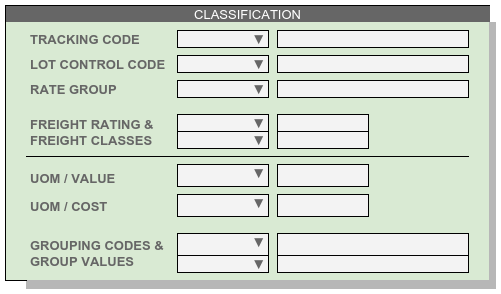 CLASSIFICATION
TRACKING CODE
LOT CONTROL CODE
RATE GROUP
FREIGHT RATING &
FREIGHT CLASSES
UOM / VALUE
UOM / COST
GROUPING CODES &
GROUP VALUES